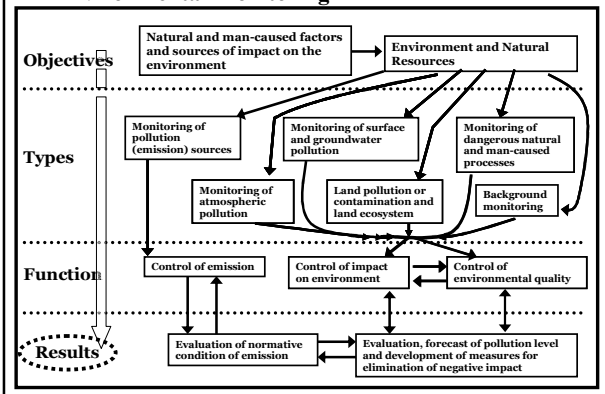 Objectives
Natural and man-caused factors
and sources of impact on the
environment
Environment and Natural
Resources
Types
Monitoring of
pollution
(emission) sources
Monitoring of surface
and groundwater
pollution
Monitoring of
dangerous natural
and man-caused
processes
Monitoring of
atmospheric
pollution
Land pollution or
contamination and
land ecosystem
Background
monitoring
Function
Control of emission
Control of impact
on environment
Control of
environmental quality
Results
Evaluation of normative
condition of emission
Evaluation, forecast of pollution level
and development of measures for
elimination of negative impact